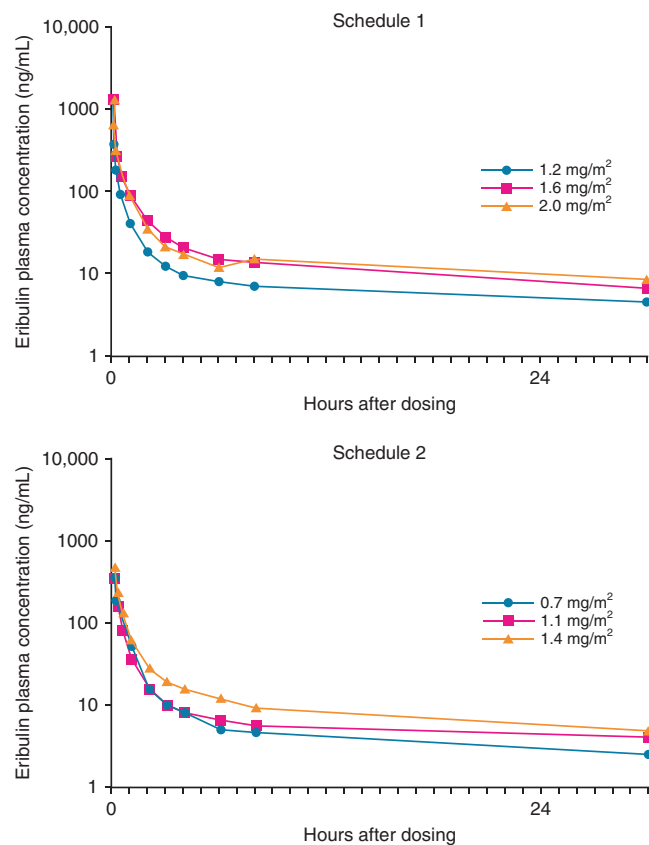 Schedule 1
Eribulin plasma concentration (ng/mL)
10,000
1000
100
10
1
0
24
Hours after dosing
1.2 mg/m²
1.6 mg/m²
2.0 mg/m²
Schedule 2
Eribulin plasma concentration (ng/mL)
10,000
1000
100
10
1
0
24
Hours after dosing
0.7 mg/m²
1.1 mg/m²
1.4 mg/m²